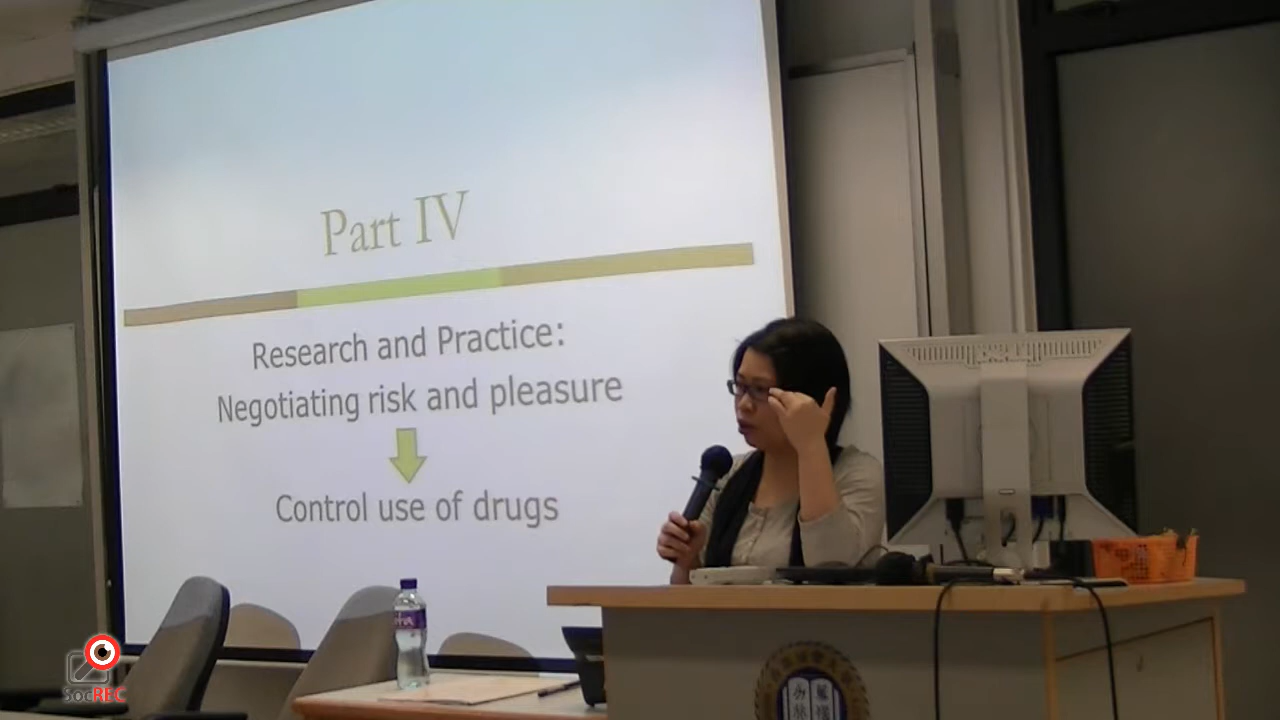 Part IV
Research and Practice:
Negotiating risk and pleasure
Control use of drugs
SocREC